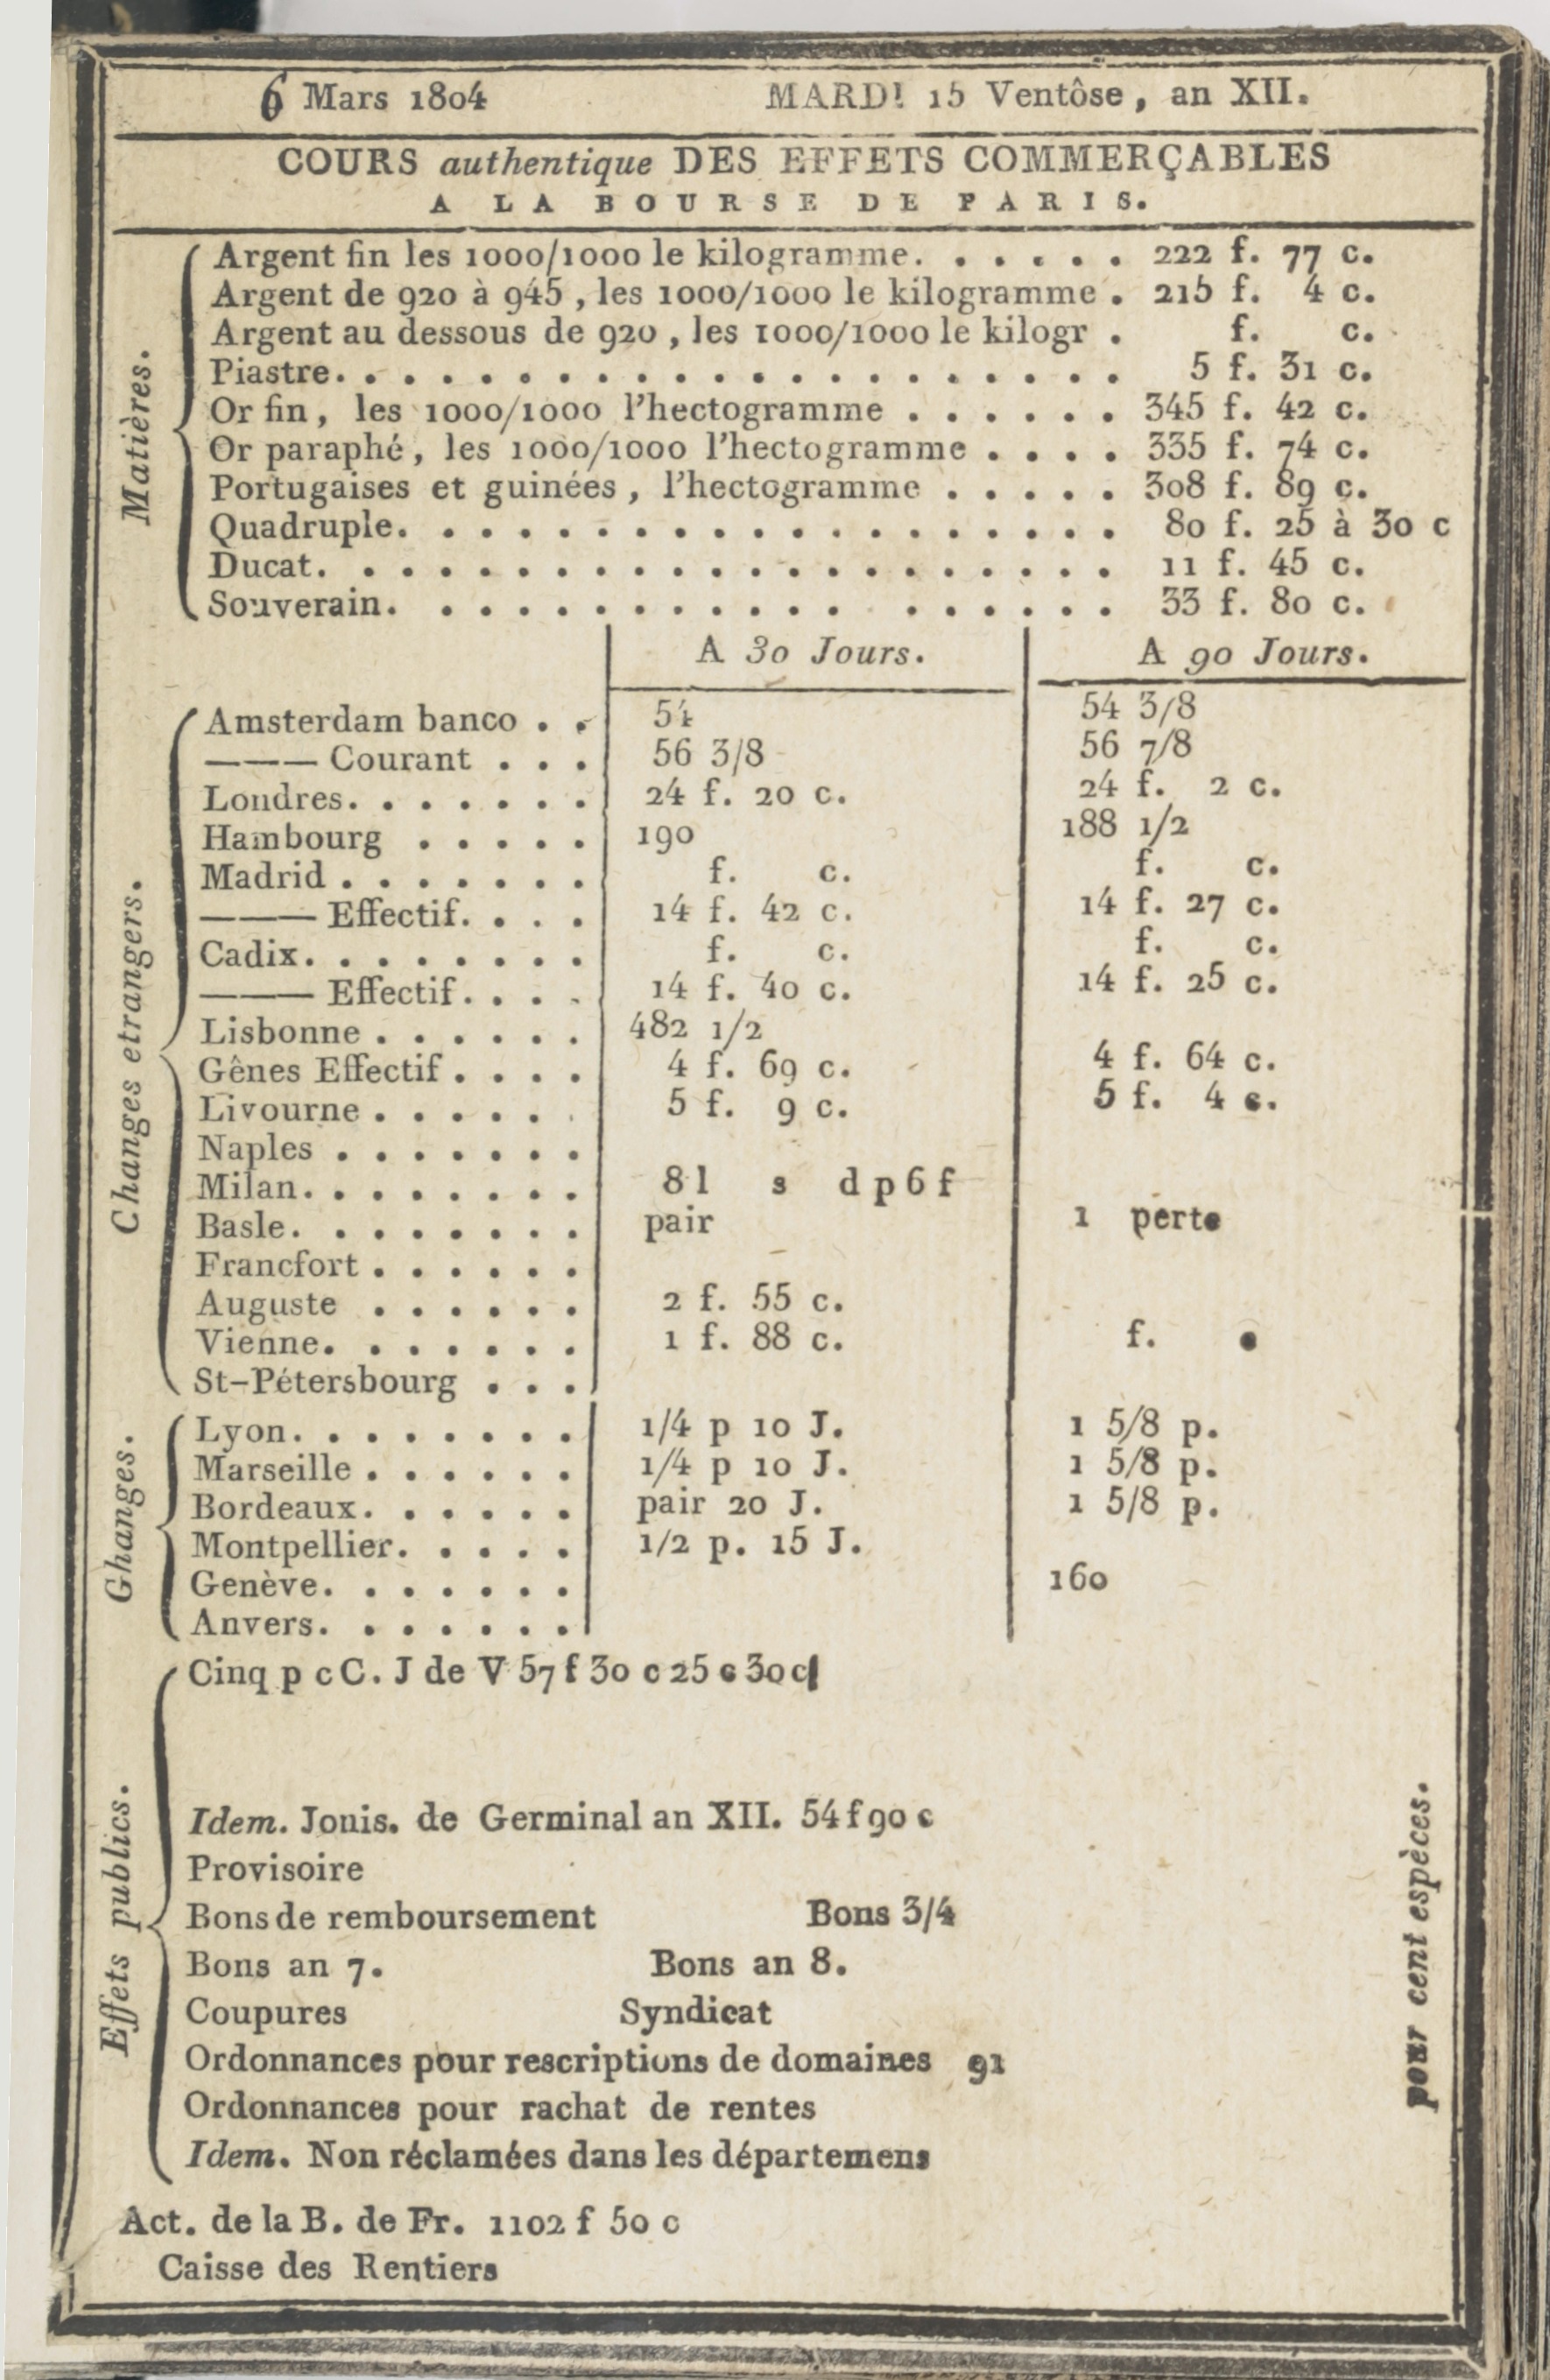 6 Mars 1804 MARDI 15 Ventôse, an XII.
COURS authentique DES EFFETS COMMERÇABLES
A LA BOURSE DE PARIS.
Matières.
Argent fin les 1000/1000 le kilogramme. . . . . . 222 f. 77 c.
Argent de 920 à 945, les 1000/1000 le kilogramme . 215 f. 4 c.
Argent au dessous de 920, les 1000/1000 le kilogr . f. c.
Piastre. . . . . . . . . . . . . . . . . . . . . 5 f. 31 c.
Or fin, les 1000/1000 l'hectogramme . . . . . . 345 f. 42 c.
Or paraphé, les 1000/1000 l'hectogramme . . . . 335 f. 74 c.
Portugaises et guinées, l'hectogramme . . . . . 308 f. 89 c.
Quadruple. . . . . . . . . . . . . . . . . . . 80 f. 25 à 30 c
Ducat. . . . . . . . . . . . . . . . . . . . . 11 f. 45 c.
Souverain. . . . . . . . . . . . . . . . . . 33 f. 80 c.
A 30 Jours. A 90 Jours.
Changes etrangers.
Amsterdam banco . . 54 54 3/8
——— Courant . . . 56 3/8 56 7/8
Londres. . . . . . . 24 f. 20 c. 24 f. 2 c.
Hambourg . . . . . 190 188 1/2
Madrid . . . . . . . f. c. f. c.
——— Effectif. . . . 14 f. 42 c. 14 f. 27 c.
Cadix. . . . . . . . f. c. f. c.
——— Effectif. . . . 14 f. 40 c. 14 f. 25 c.
Lisbonne . . . . . . 482 1/2
Gênes Effectif . . . . 4 f. 69 c. 4 f. 64 c.
Livourne . . . . . . 5 f. 9 c. 5 f. 4 c.
Naples . . . . . . .
Milan. . . . . . . . 8 l s d p 6 f
Basle. . . . . . . . pair 1 perte
Francfort . . . . . .
Auguste . . . . . . 2 f. 55 c.
Vienne. . . . . . . 1 f. 88 c. f.
St-Pétersbourg . . .
Ghanges.
Lyon. . . . . . . . 1/4 p 10 J. 1 5/8 p.
Marseille . . . . . . 1/4 p 10 J. 1 5/8 p.
Bordeaux. . . . . . pair 20 J. 1 5/8 p.
Montpellier. . . . . 1/2 p. 15 J.
Genève. . . . . . . 160
Anvers. . . . . . .
Effets publics.
Cinq p c C. J de V 57 f 30 c 25 c 30 c
Idem. Jouis. de Germinal an XII. 54 f 90 c
Provisoire
Bons de remboursement Bons 3/4
Bons an 7. Bons an 8.
Coupures Syndicat
Ordonnances pour rescriptions de domaines 91
Ordonnances pour rachat de rentes
Idem. Non réclamées dans les départemens
pour cent espèces.
Act. de la B. de Fr. 1102 f 50 c
Caisse des Rentiers